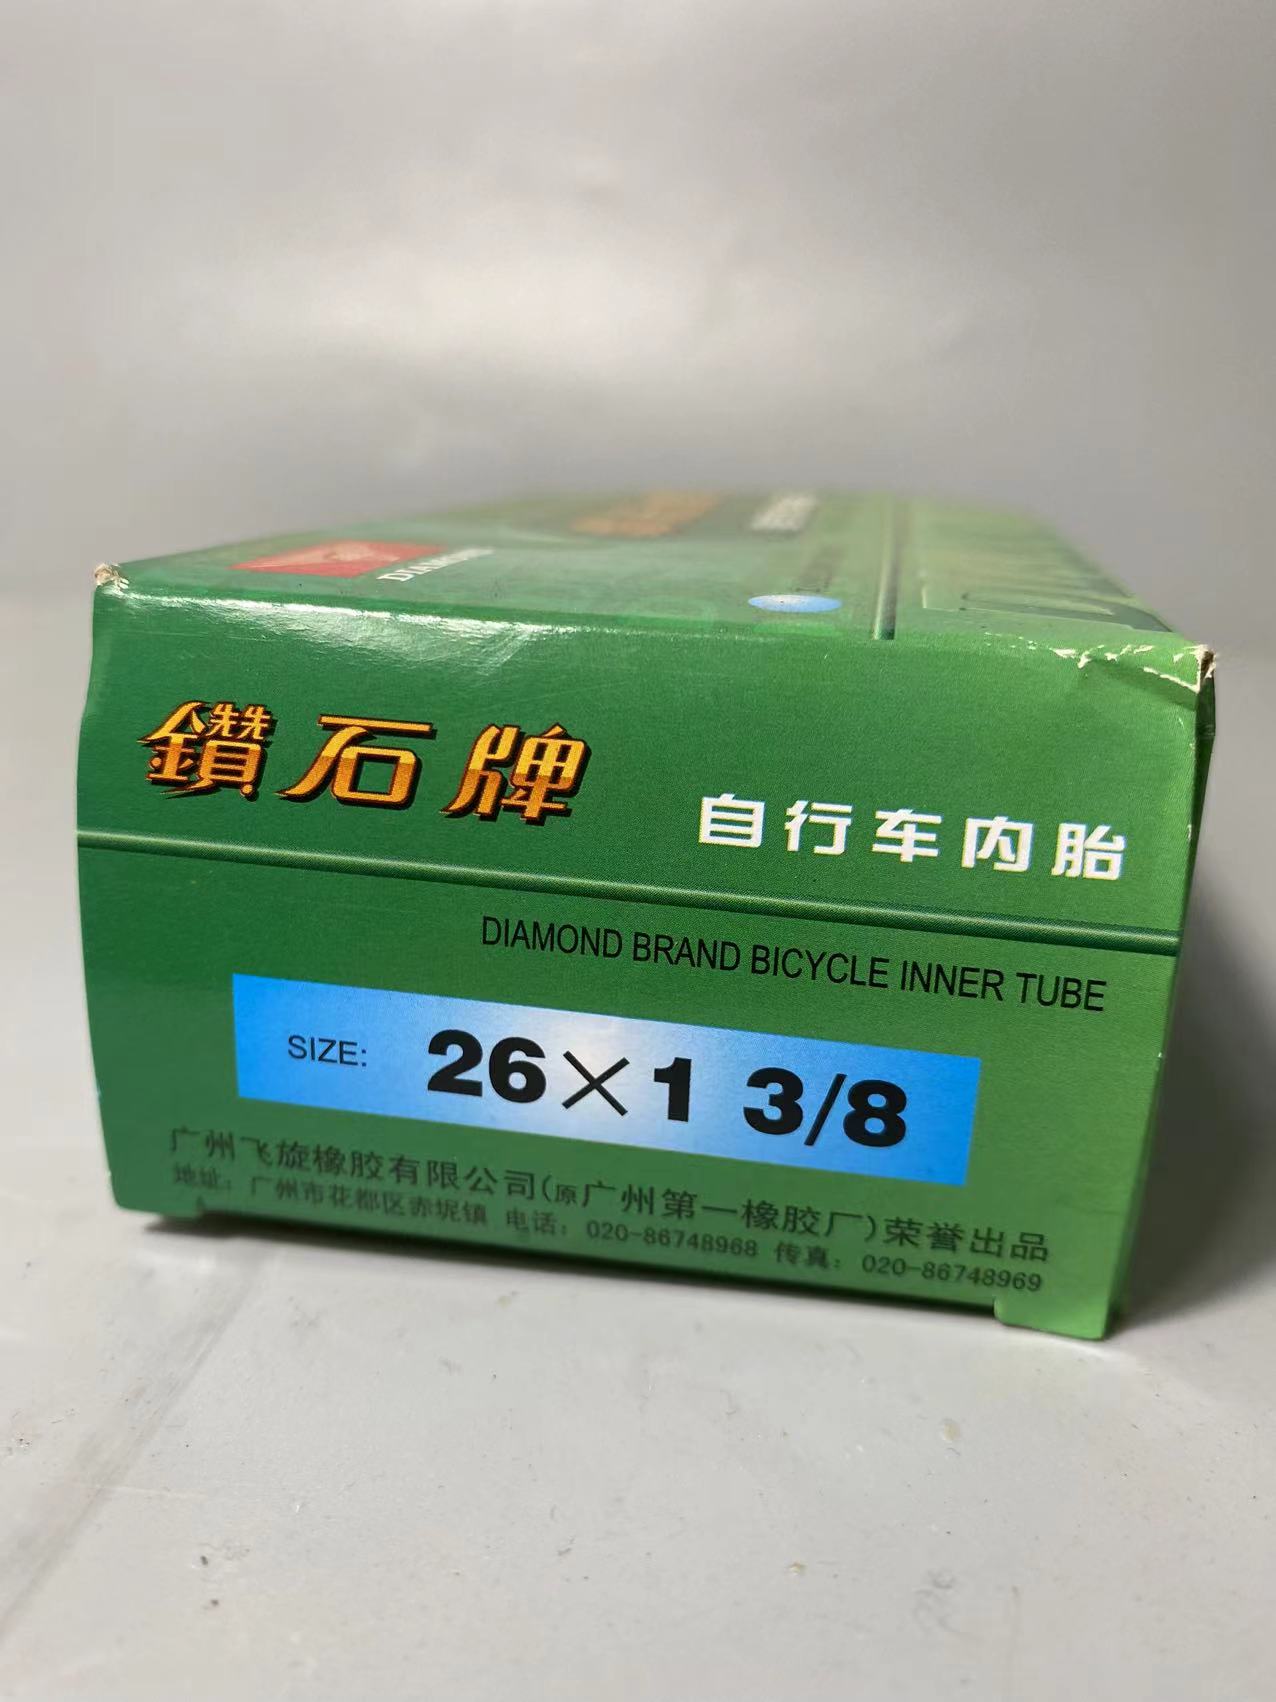 DIAMOND
鑽石牌
自行车内胎
DIAMOND BRAND BICYCLE INNER TUBE
SIZE: 26×1 3/8
广州飞旋橡胶有限公司(原广州第一橡胶厂)荣誉出品
地址：广州市花都区赤坭镇 电话：020-86748968 传真：020-86748969